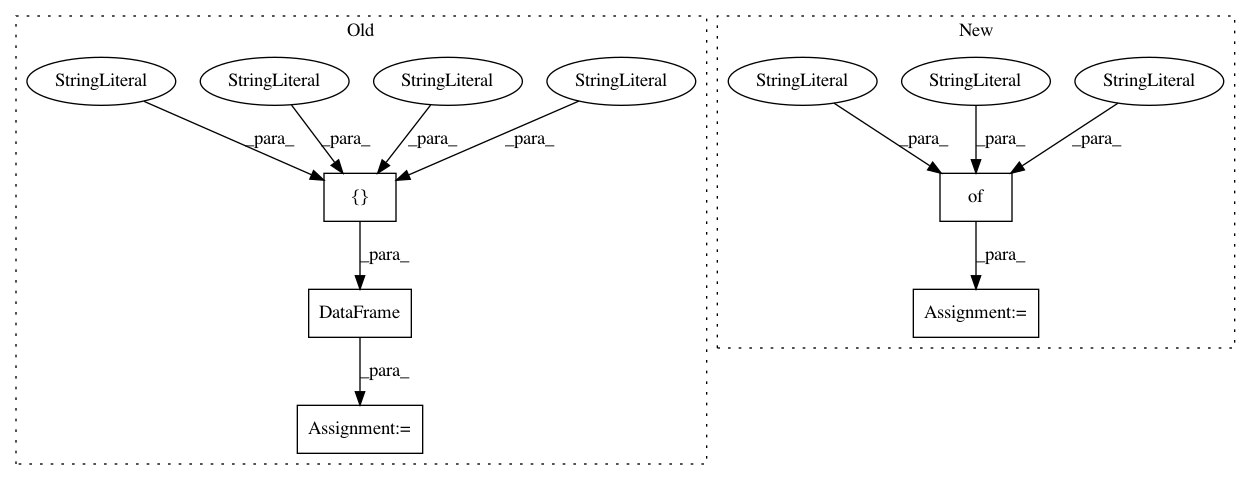 Old
New
StringLiteral StringLiteral StringLiteral StringLiteral
StringLiteral StringLiteral StringLiteral
_para_ _para_ _para_ _para_
_para_ _para_ _para_
{}
of
_para_
_para_
DataFrame
Assignment:=
_para_
Assignment:=